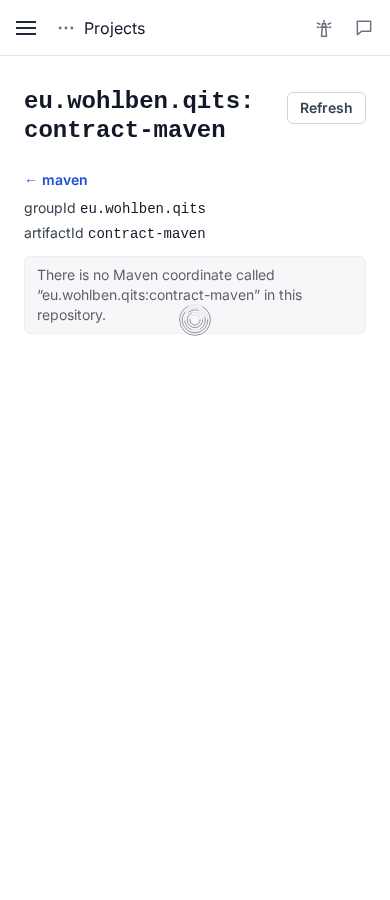 Projects
eu.wohlben.qits:
contract-maven
Refresh
← maven
groupId eu.wohlben.qits
artifactId contract-maven
There is no Maven coordinate called
“eu.wohlben.qits:contract-maven” in this
repository.